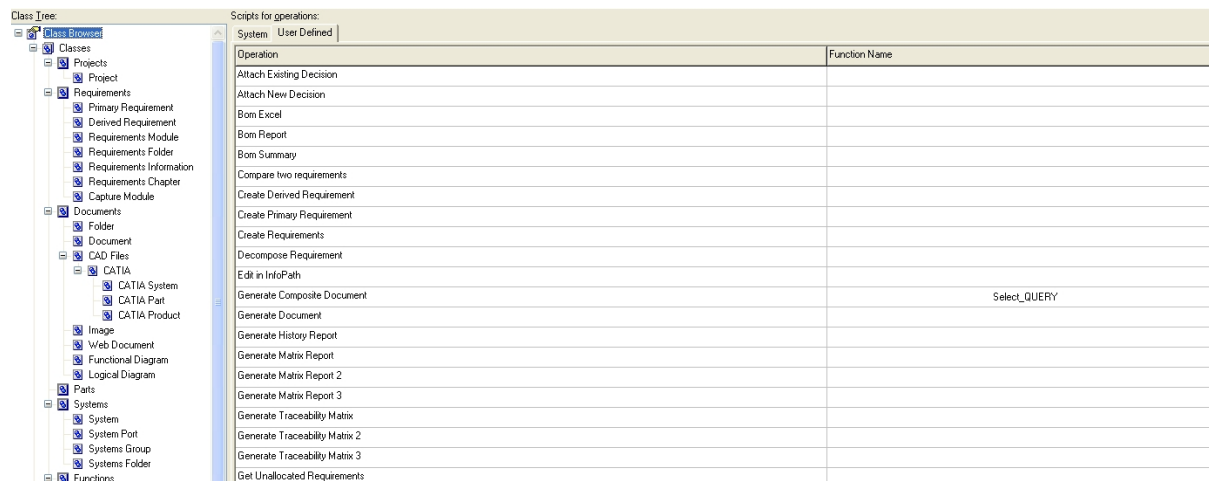 Class Tree:
Class Browser
Classes
Projects
Project
Requirements
Primary Requirement
Derived Requirement
Requirements Module
Requirements Folder
Requirements Information
Requirements Chapter
Capture Module
Documents
Folder
Document
CAD Files
CATIA
CATIA System
CATIA Part
CATIA Product
Image
Web Document
Functional Diagram
Logical Diagram
Parts
Systems
System
System Port
Systems Group
Systems Folder
Functions
Scripts for operations:
System User Defined
Operation Function Name
Attach Existing Decision
Attach New Decision
Bom Excel
Bom Report
Bom Summary
Compare two requirements
Create Derived Requirement
Create Primary Requirement
Create Requirements
Decompose Requirement
Edit in InfoPath
Generate Composite Document Select_QUERY
Generate Document
Generate History Report
Generate Matrix Report
Generate Matrix Report 2
Generate Matrix Report 3
Generate Traceability Matrix
Generate Traceability Matrix 2
Generate Traceability Matrix 3
Get Unallocated Requirements